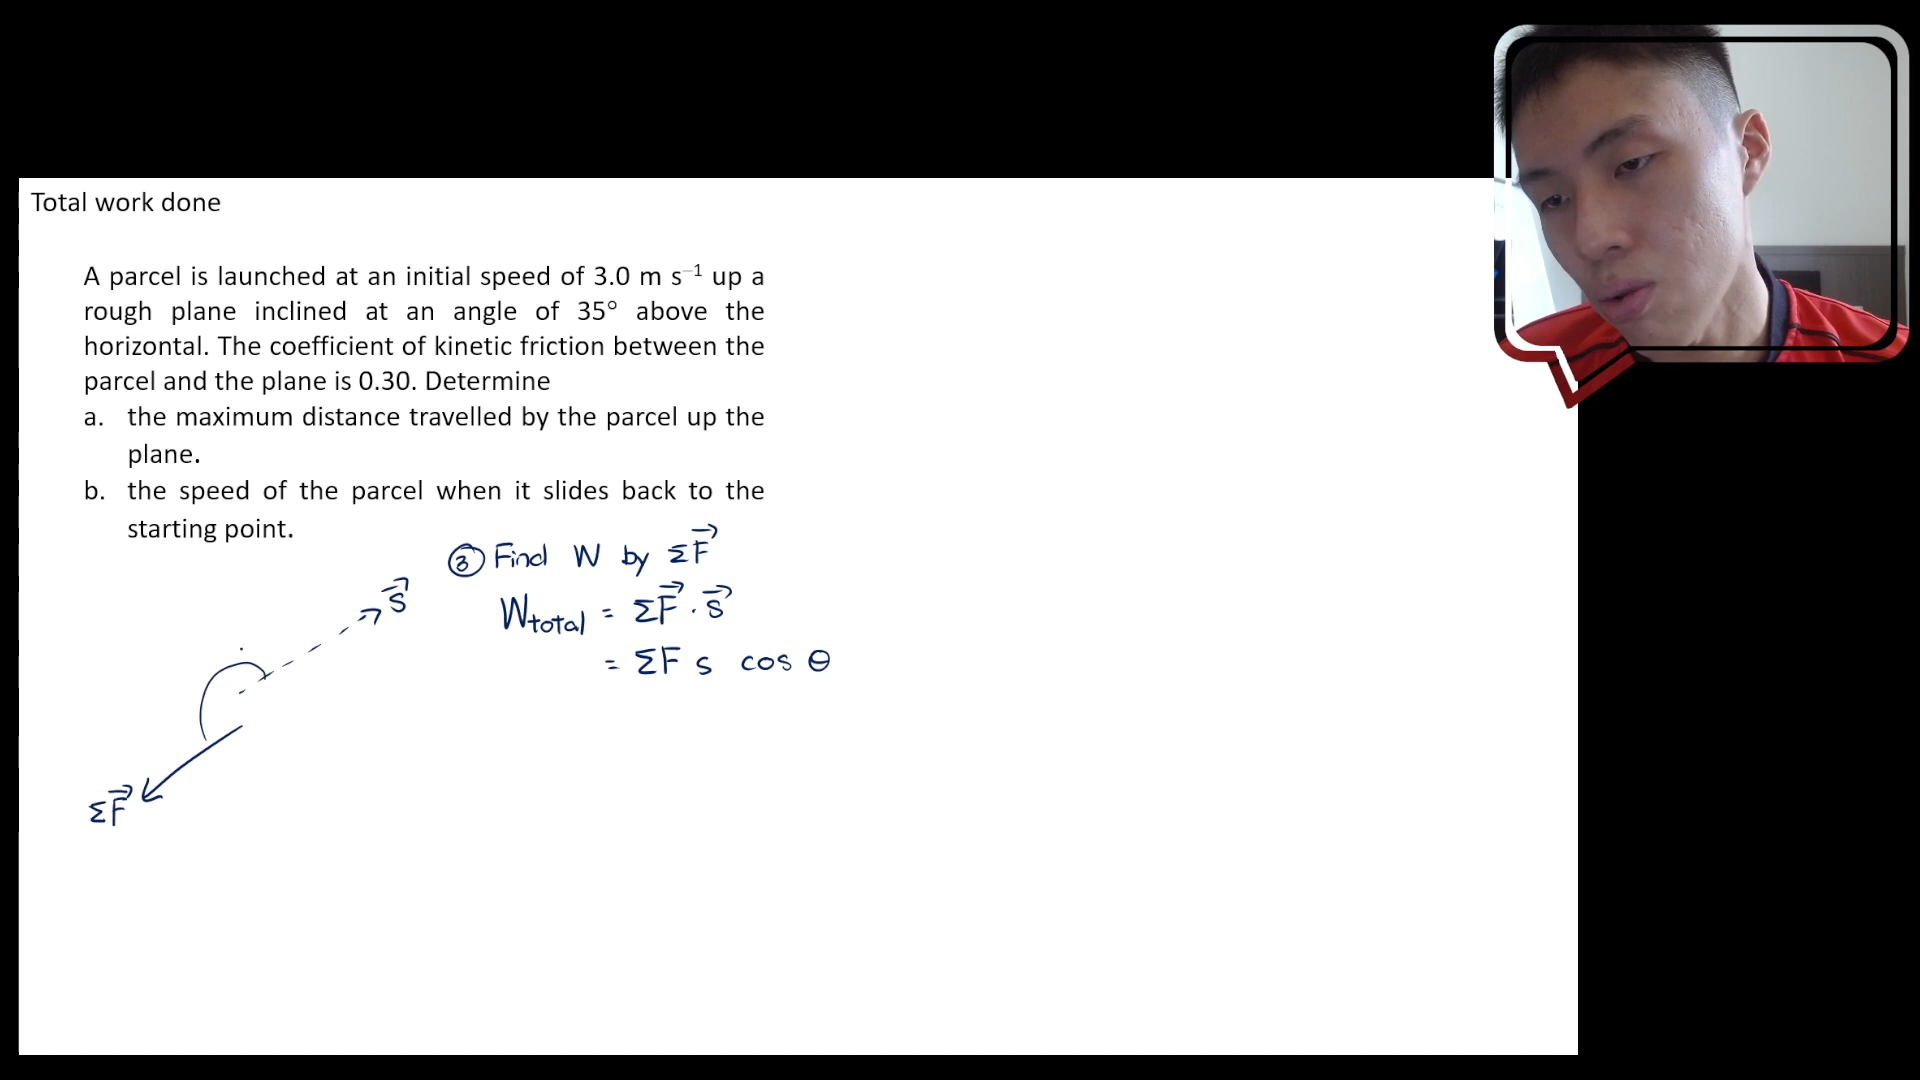 Total work done
A parcel is launched at an initial speed of 3.0 m s⁻¹ up a
rough plane inclined at an angle of 35° above the
horizontal. The coefficient of kinetic friction between the
parcel and the plane is 0.30. Determine
a. the maximum distance travelled by the parcel up the
plane.
b. the speed of the parcel when it slides back to the
starting point.
③ Find W by ΣF⃗
s⃗
W_total = ΣF⃗ · s⃗
= ΣF s cos θ
ΣF⃗